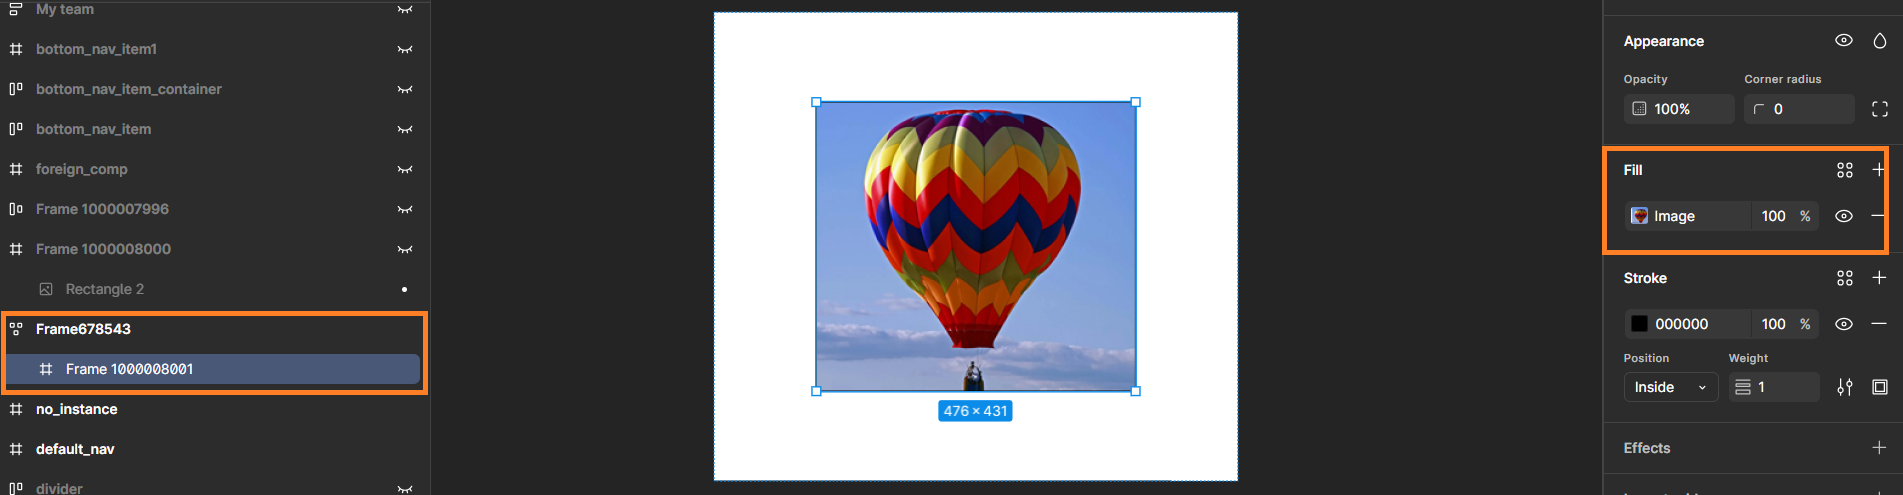 My team
bottom_nav_item1
bottom_nav_item_container
bottom_nav_item
foreign_comp
Frame 1000007996
Frame 1000008000
Rectangle 2
Frame678543
Frame 1000008001
no_instance
default_nav
divider
476 × 431
Appearance
Opacity Corner radius
100% 0
Fill
Image 100 %
Stroke
000000 100 %
Position Weight
Inside 1
Effects